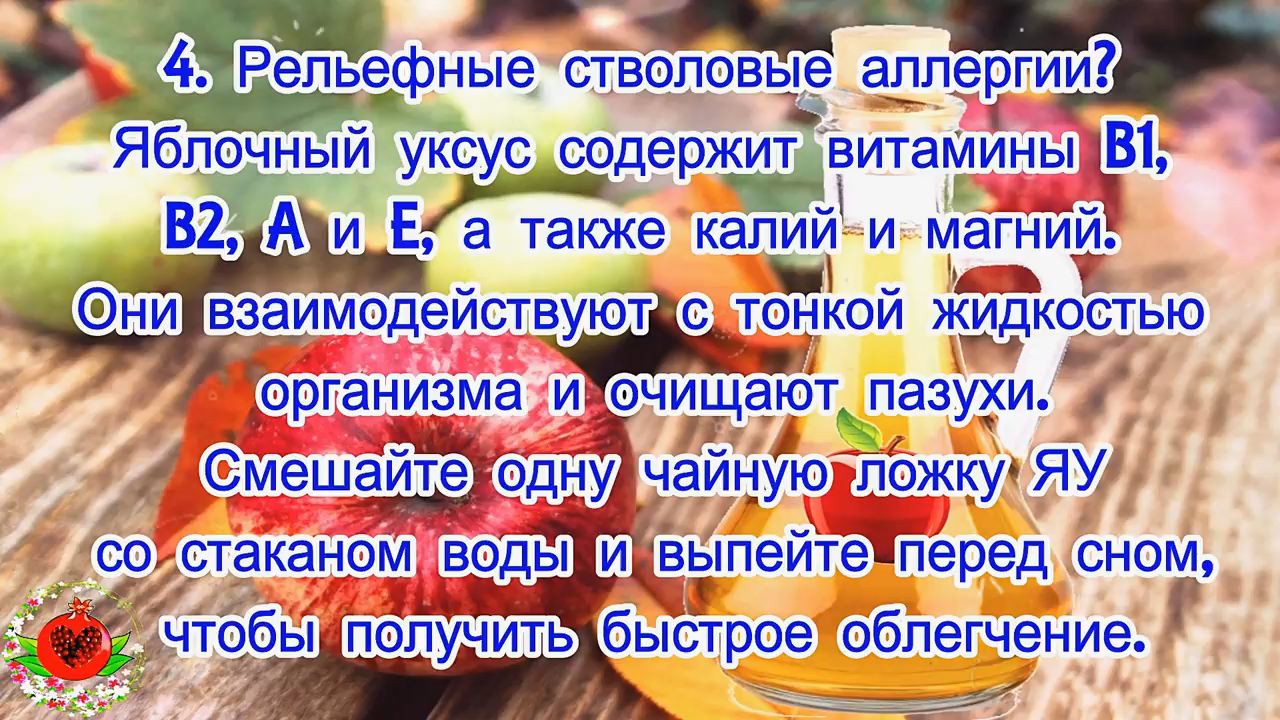 4. Рельефные стволовые аллергии?
Яблочный уксус содержит витамины B1,
B2, A и E, а также калий и магний.
Они взаимодействуют с тонкой жидкостью
организма и очищают пазухи.
Смешайте одну чайную ложку ЯУ
со стаканом воды и выпейте перед сном,
чтобы получить быстрое облегчение.